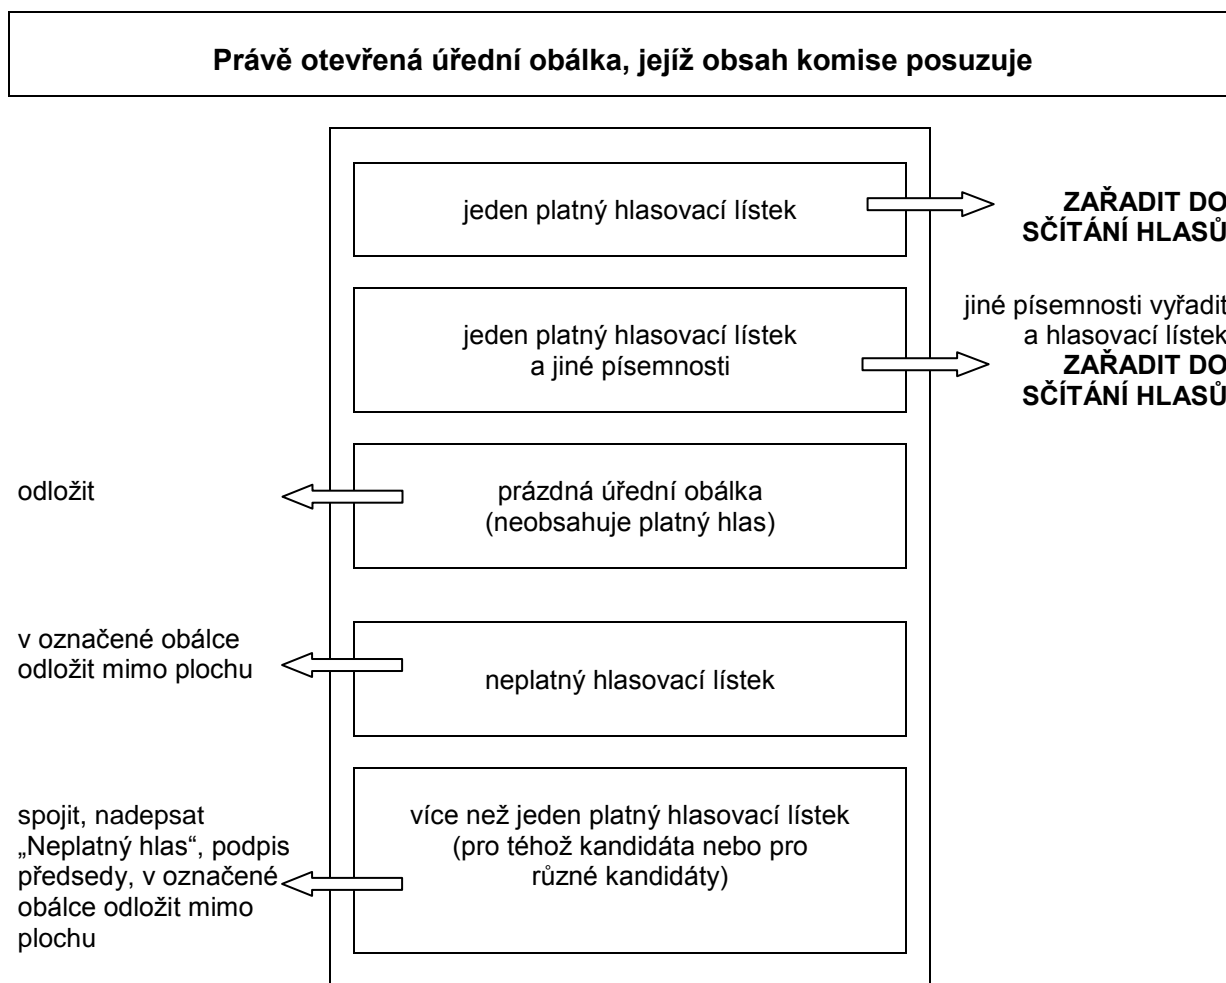 Právě otevřená úřední obálka, jejíž obsah komise posuzuje
jeden platný hlasovací lístek
ZAŘADIT DO
SČÍTÁNÍ HLASŮ
jeden platný hlasovací lístek
a jiné písemnosti
jiné písemnosti vyřadit
a hlasovací lístek
ZAŘADIT DO
SČÍTÁNÍ HLASŮ
odložit
prázdná úřední obálka
(neobsahuje platný hlas)
v označené obálce
odložit mimo plochu
neplatný hlasovací lístek
spojit, nadepsat
„Neplatný hlas“, podpis
předsedy, v označené
obálce odložit mimo
plochu
více než jeden platný hlasovací lístek
(pro téhož kandidáta nebo pro
různé kandidáty)